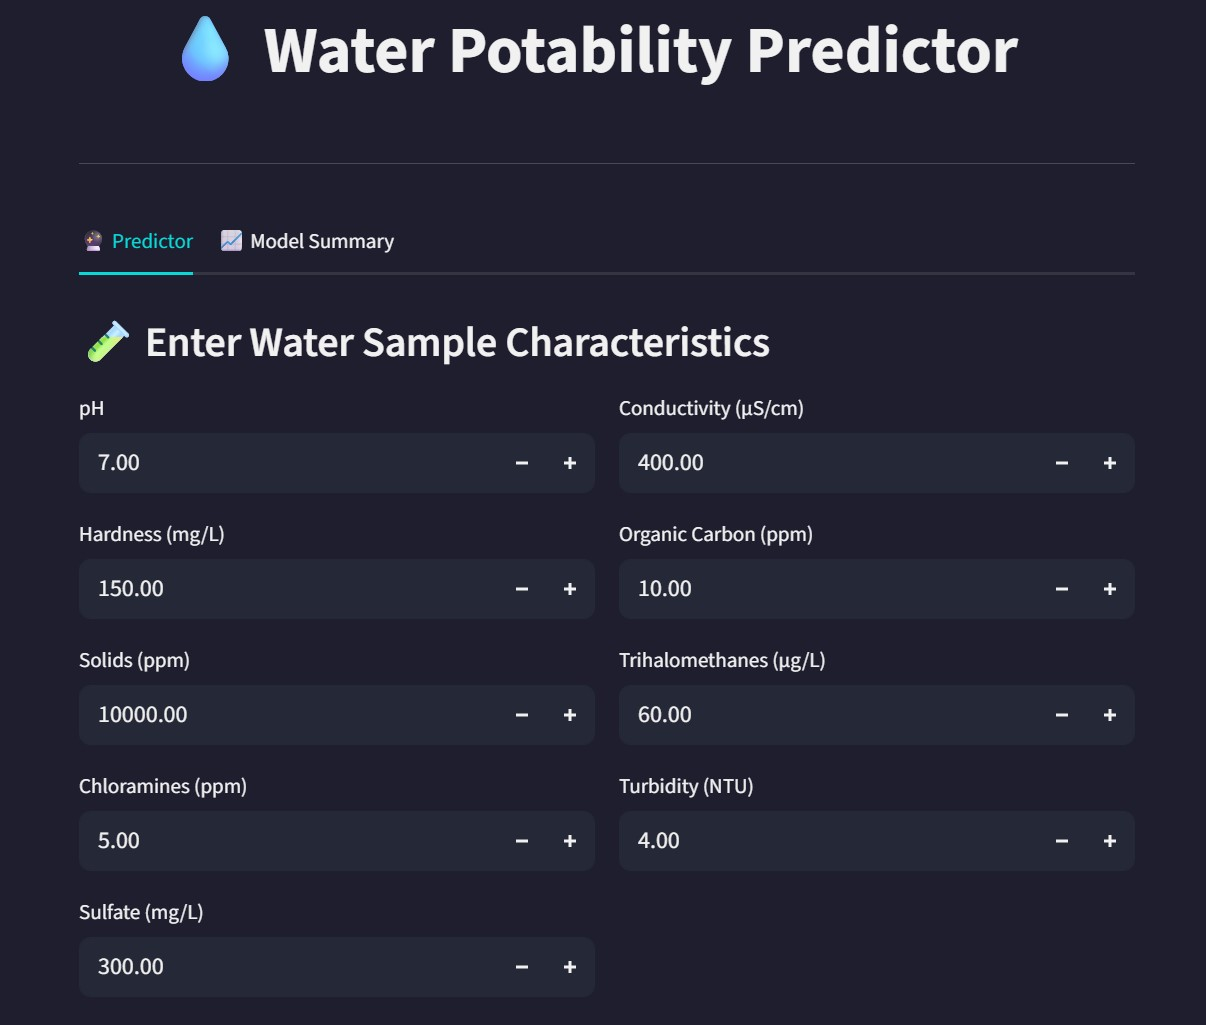 Water Potability Predictor
Predictor
Model Summary
Enter Water Sample Characteristics
pH
7.00
Conductivity (µS/cm)
400.00
Hardness (mg/L)
150.00
Organic Carbon (ppm)
10.00
Solids (ppm)
10000.00
Trihalomethanes (µg/L)
60.00
Chloramines (ppm)
5.00
Turbidity (NTU)
4.00
Sulfate (mg/L)
300.00